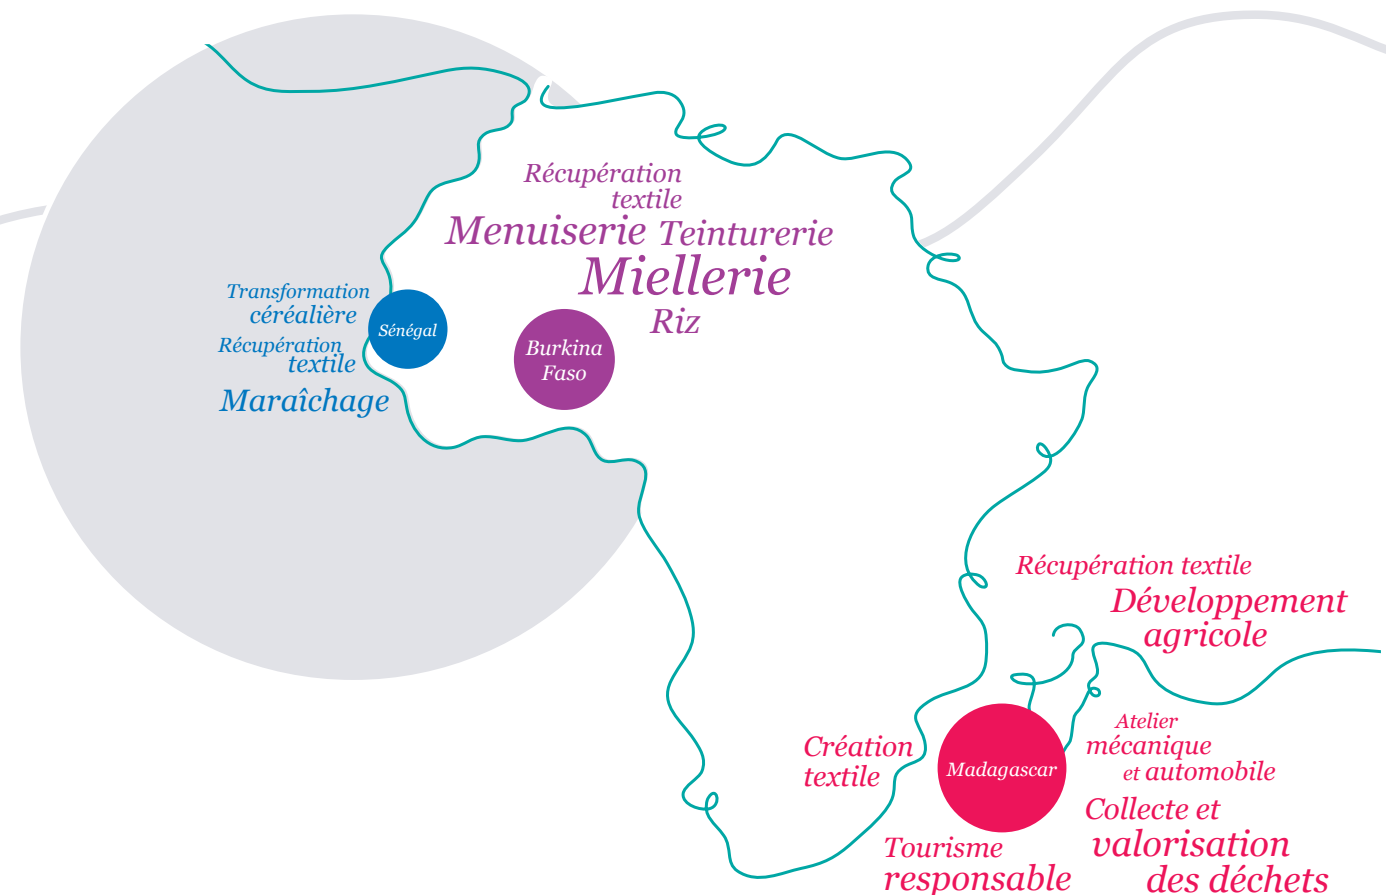 Récupération
textile
Menuiserie Teinturerie
Miellerie
Riz
Burkina
Faso
Transformation
céréalière
Récupération
textile
Maraîchage
Sénégal
Récupération textile
Développement
agricole
Création
textile
Madagascar
Atelier
mécanique
et automobile
Collecte et
valorisation
des déchets
Tourisme
responsable